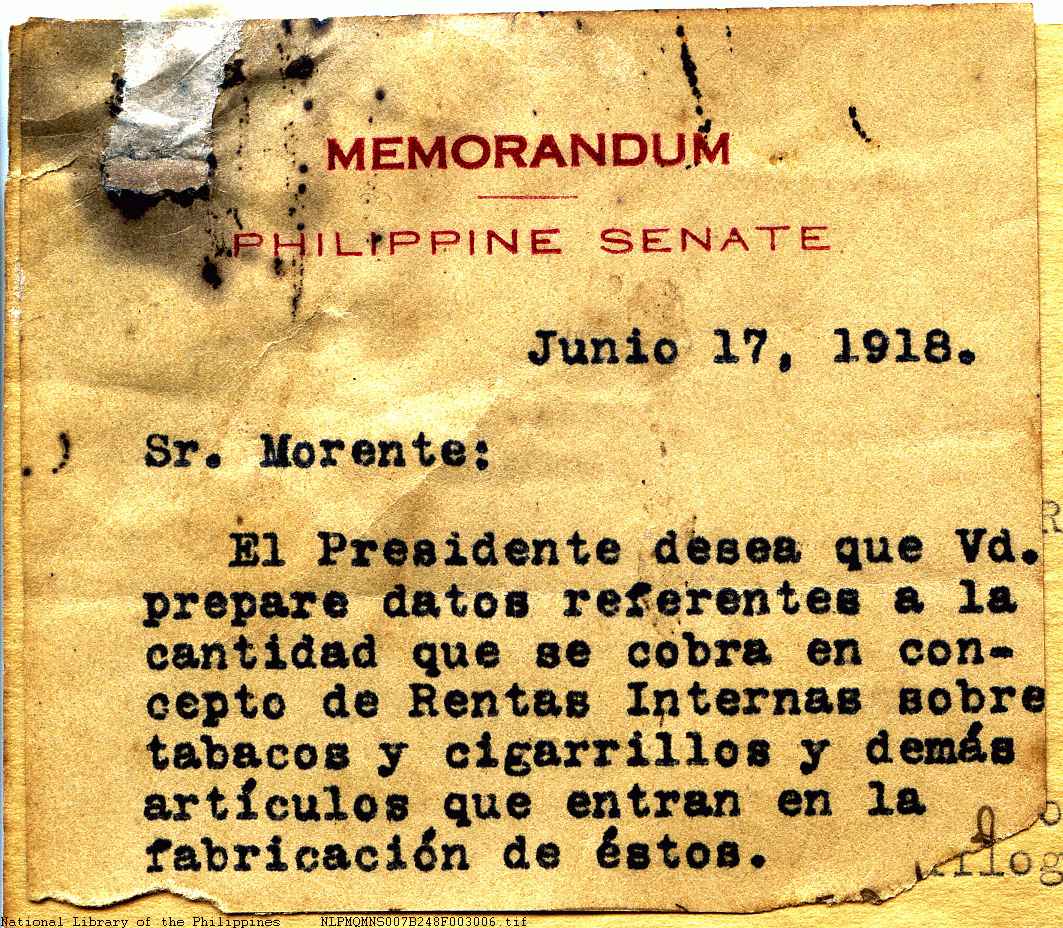 MEMORANDUM
PHILIPPINE SENATE
Junio 17, 1918.
Sr. Morente:
El Presidente desea que Vd.
prepare datos referentes a la
cantidad que se cobra en con-
cepto de Rentas Internas sobre
tabacos y cigarrillos y demás
artículos que entran en la
fabricación de éstos.
National Library of the Philippines NLPMQMNS007B248F003006.tif